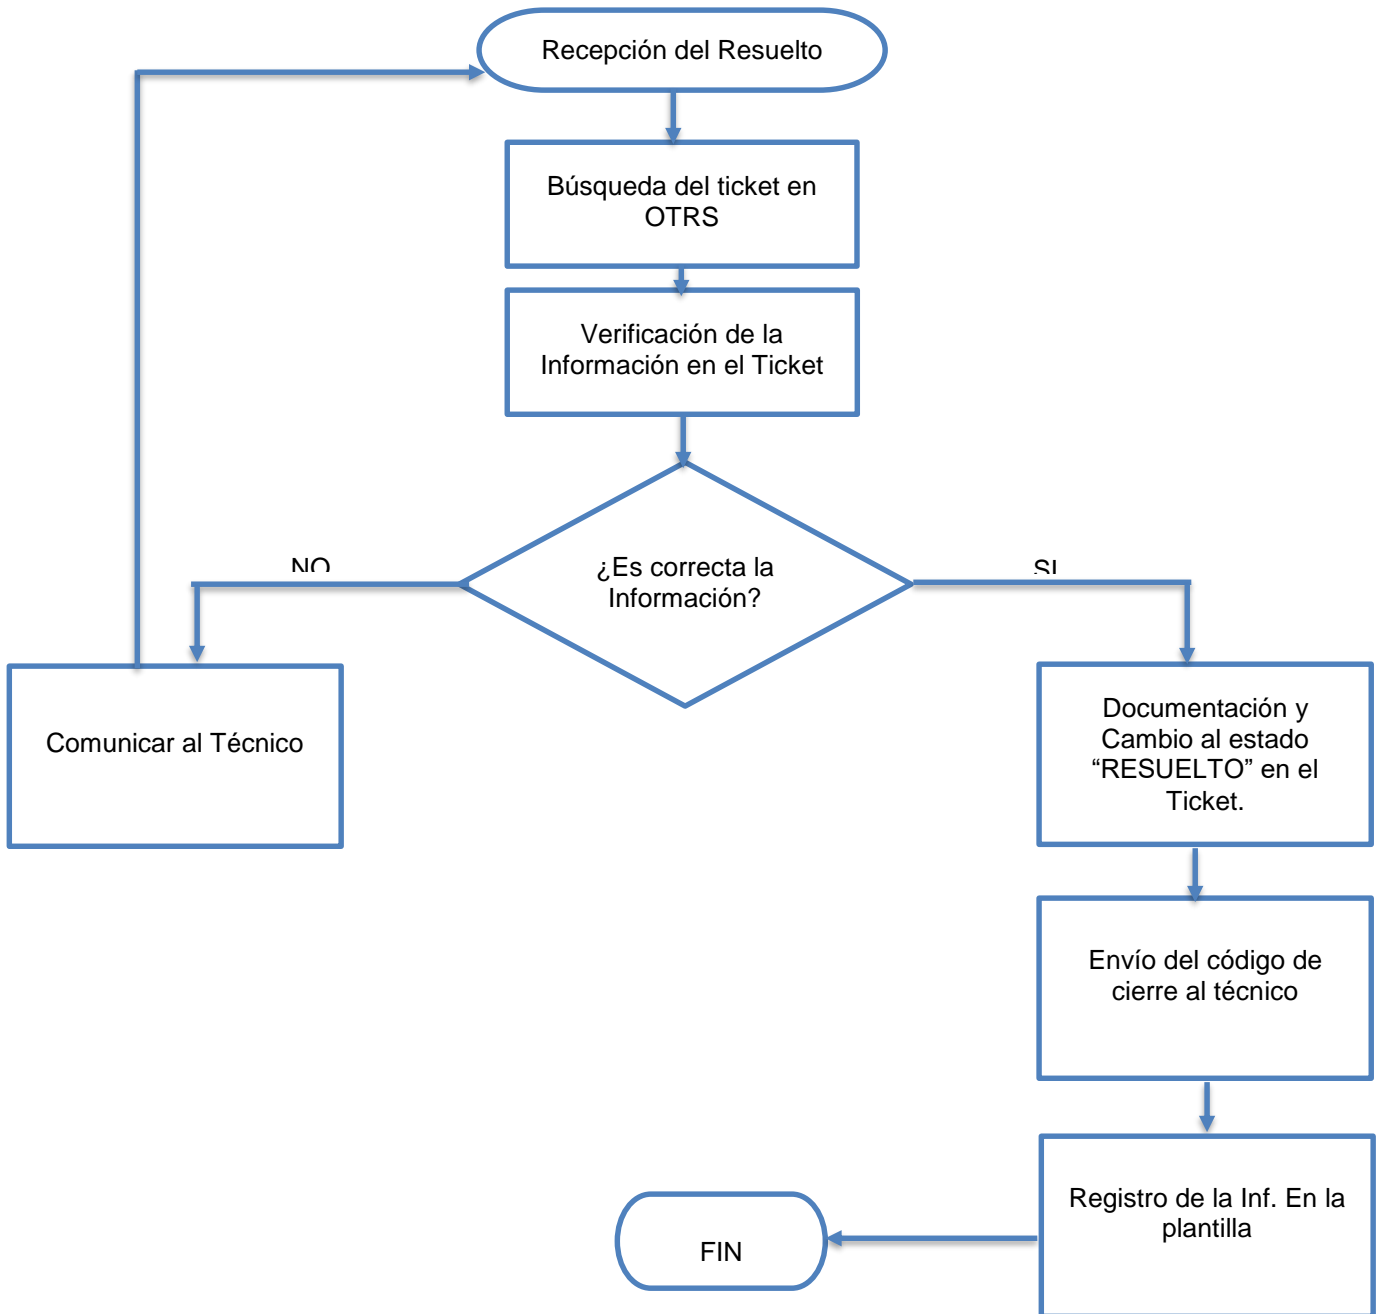 Recepción del Resuelto
Búsqueda del ticket en
OTRS
Verificación de la
Información en el Ticket
¿Es correcta la
Información?
NO
SI
Comunicar al Técnico
Documentación y
Cambio al estado
“RESUELTO” en el
Ticket.
Envío del código de
cierre al técnico
Registro de la Inf. En la
plantilla
FIN